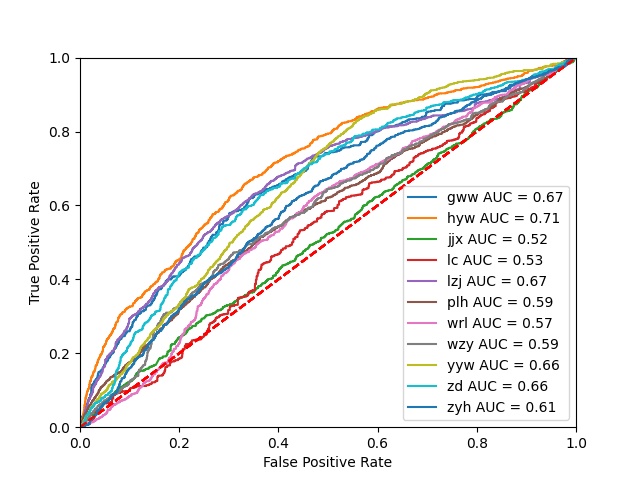 1.0
0.8
0.6
0.4
0.2
0.0
True Positive Rate
0.0 0.2 0.4 0.6 0.8 1.0
False Positive Rate
gww AUC = 0.67
hyw AUC = 0.71
jjx AUC = 0.52
lc AUC = 0.53
lzj AUC = 0.67
plh AUC = 0.59
wrl AUC = 0.57
wzy AUC = 0.59
yyw AUC = 0.66
zd AUC = 0.66
zyh AUC = 0.61